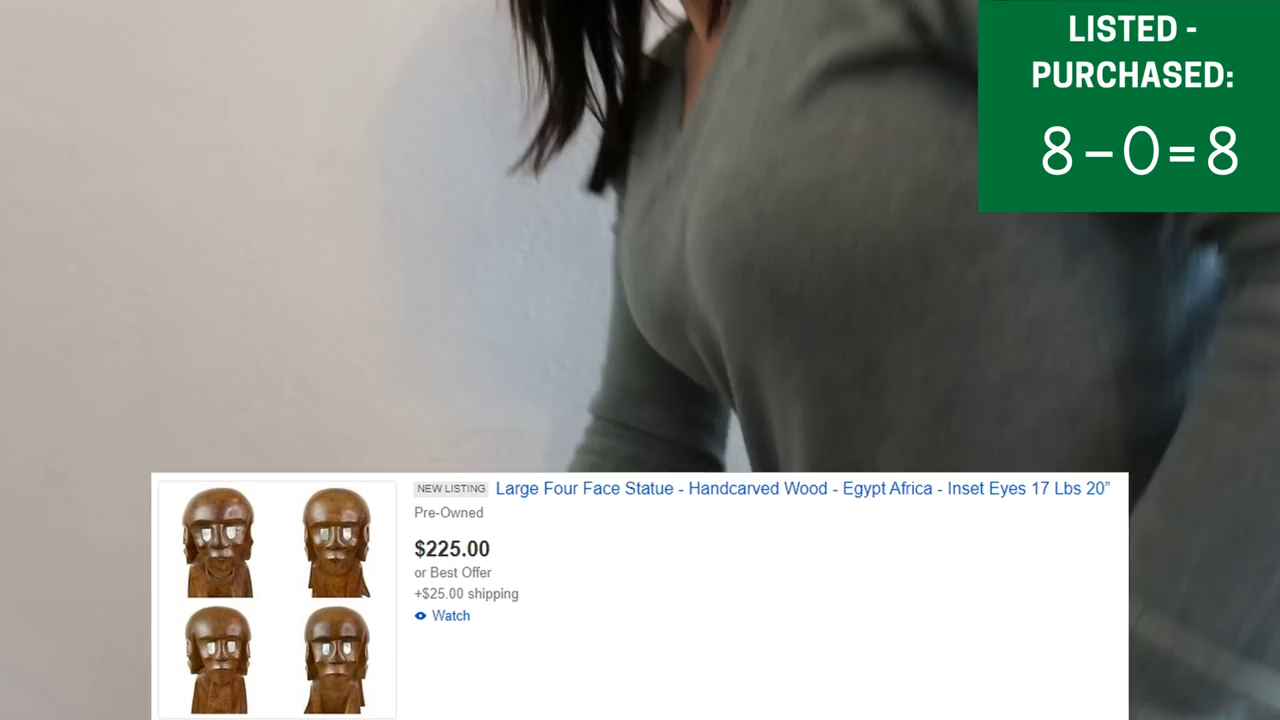 LISTED -
PURCHASED:
8-0=8
NEW LISTING Large Four Face Statue - Handcarved Wood - Egypt Africa - Inset Eyes 17 Lbs 20”
Pre-Owned
$225.00
or Best Offer
+$25.00 shipping
Watch